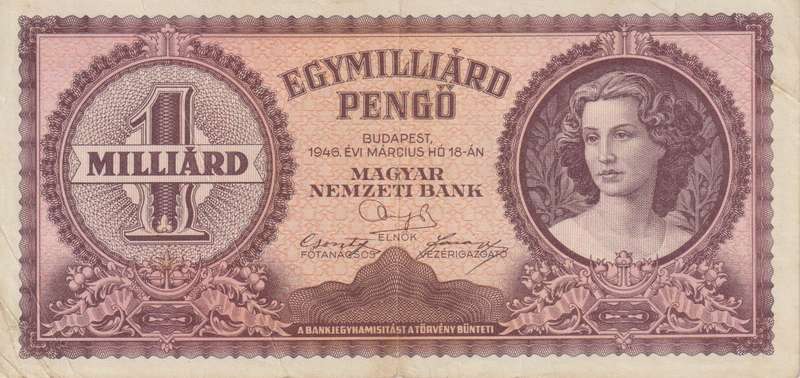 1
MILLIÁRD
EGYMILLIÁRD
PENGŐ
BUDAPEST,
1946. ÉVI MÁRCIUS HÓ 18-ÁN
MAGYAR
NEMZETI BANK
ELNÖK
FŐTANÁCSOS VEZÉRIGAZGATÓ
A BANKJEGYHAMISITÁST A TÖRVÉNY BÜNTETI